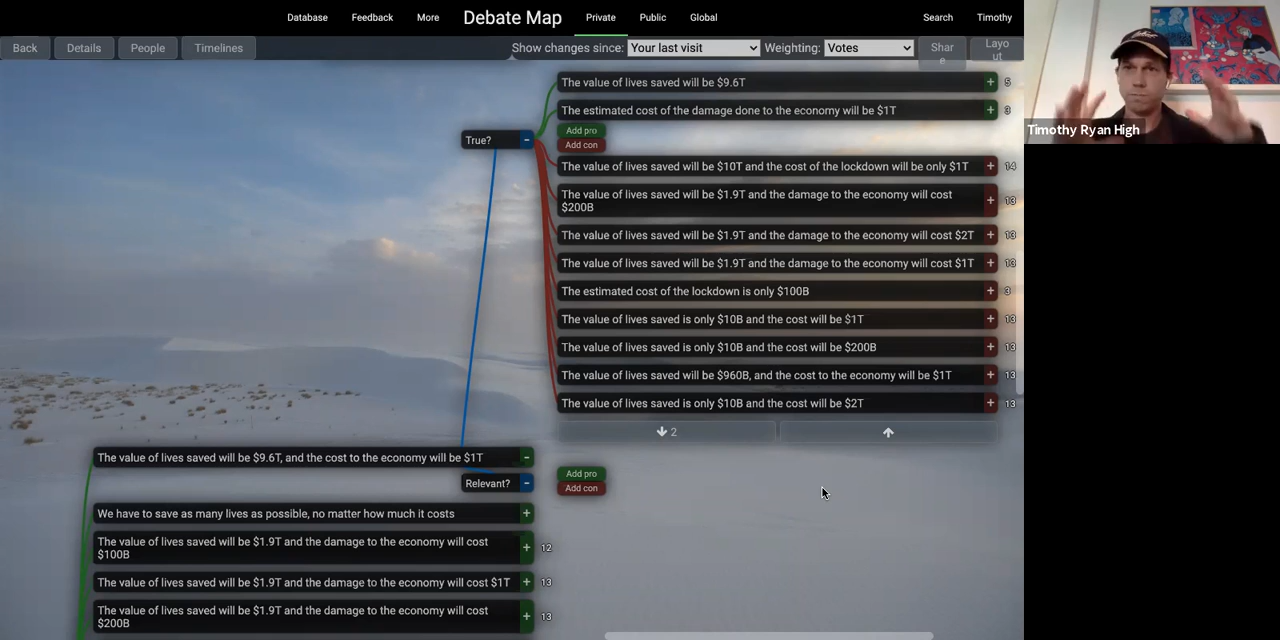 Database Feedback More Debate Map Private Public Global Search Timothy
Back Details People Timelines Show changes since: Your last visit Weighting: Votes Shar
e Layo
ut
The value of lives saved will be $9.6T + 5
The estimated cost of the damage done to the economy will be $1T + 3
True? -
Add pro
Add con
The value of lives saved will be $10T and the cost of the lockdown will be only $1T + 14
The value of lives saved will be $1.9T and the damage to the economy will cost
$200B + 13
The value of lives saved will be $1.9T and the damage to the economy will cost $2T + 13
The value of lives saved will be $1.9T and the damage to the economy will cost $1T + 13
The estimated cost of the lockdown is only $100B + 3
The value of lives saved is only $10B and the cost will be $1T + 13
The value of lives saved is only $10B and the cost will be $200B + 13
The value of lives saved will be $960B, and the cost to the economy will be $1T + 13
The value of lives saved is only $10B and the cost will be $2T + 13
2
The value of lives saved will be $9.6T, and the cost to the economy will be $1T -
Relevant? -
Add pro
Add con
We have to save as many lives as possible, no matter how much it costs +
The value of lives saved will be $1.9T and the damage to the economy will cost
$100B + 12
The value of lives saved will be $1.9T and the damage to the economy will cost $1T + 13
The value of lives saved will be $1.9T and the damage to the economy will cost
$200B + 13
Timothy Ryan High